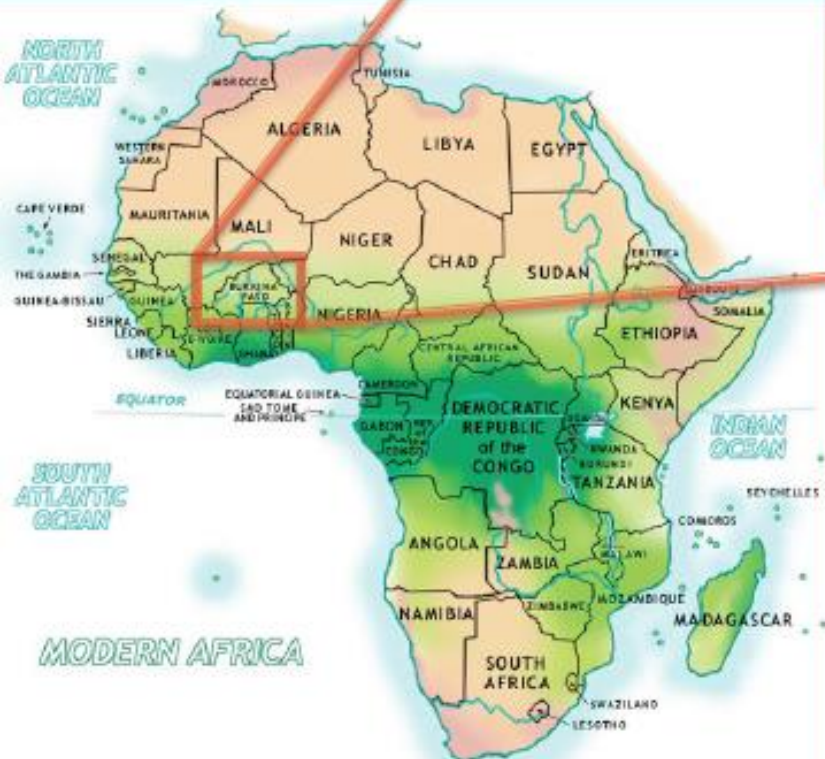 NORTH
ATLANTIC
OCEAN
MOROCCO
TUNISIA
ALGERIA
LIBYA
EGYPT
WESTERN
SAHARA
CAPE VERDE
MAURITANIA
MALI
NIGER
CHAD
SUDAN
ERITREA
SENEGAL
THE GAMBIA
GUINEA-BISSAU
GUINEA
BURKINA
FASO
NIGERIA
SOMALIA
SIERRA
LEONE
LIBERIA
GHANA
ETHIOPIA
CENTRAL AFRICAN
REPUBLIC
CAMEROON
EQUATOR
EQUATORIAL GUINEA
SAO TOME
AND PRINCIPE
GABON
CONGO
DEMOCRATIC
REPUBLIC
of the
CONGO
KENYA
RWANDA
BURUNDI
TANZANIA
INDIAN
OCEAN
SOUTH
ATLANTIC
OCEAN
SEYCHELLES
COMOROS
ANGOLA
ZAMBIA
MALAWI
MOZAMBIQUE
ZIMBABWE
NAMIBIA
MADAGASCAR
MODERN AFRICA
SOUTH
AFRICA
SWAZILAND
LESOTHO